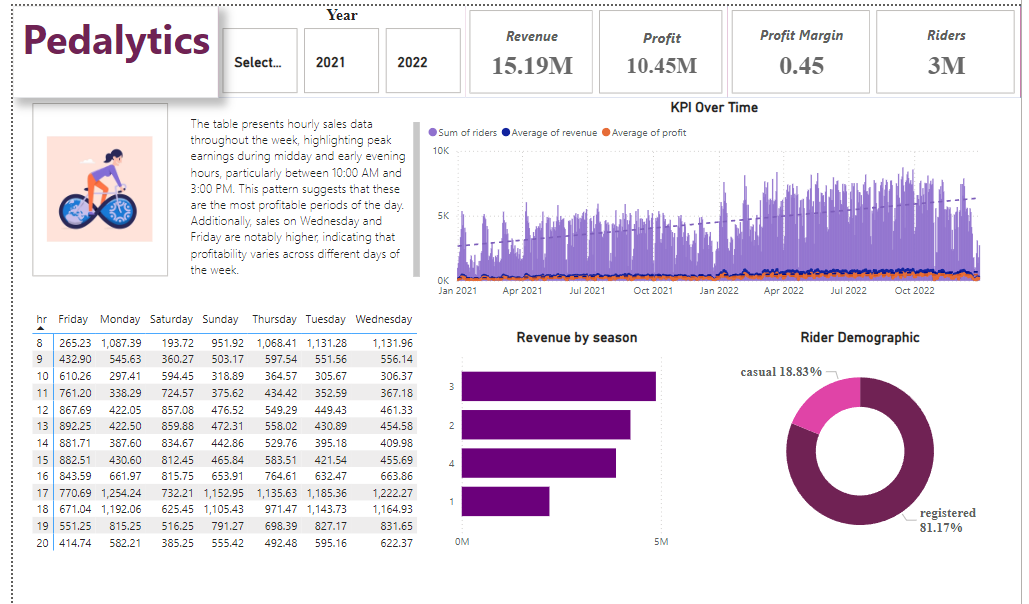 Pedalytics
Year
Select...
2021
2022
Revenue
15.19M
Profit
10.45M
Profit Margin
0.45
Riders
3M
The table presents hourly sales data
throughout the week, highlighting peak
earnings during midday and early evening
hours, particularly between 10:00 AM and
3:00 PM. This pattern suggests that these
are the most profitable periods of the day.
Additionally, sales on Wednesday and
Friday are notably higher, indicating that
profitability varies across different days of
the week.
KPI Over Time
Sum of riders Average of revenue Average of profit
10K
5K
0K
Jan 2021 Apr 2021 Jul 2021 Oct 2021 Jan 2022 Apr 2022 Jul 2022 Oct 2022
hr Friday Monday Saturday Sunday Thursday Tuesday Wednesday
8 265.23 1,087.39 193.72 951.92 1,068.41 1,131.28 1,131.96
9 432.90 545.63 360.27 503.17 597.54 551.56 556.14
10 610.26 297.41 594.45 318.89 364.57 305.67 306.37
11 761.20 338.29 724.57 375.62 434.42 352.59 367.18
12 867.69 422.05 857.08 476.52 549.29 449.43 461.33
13 892.25 422.50 859.88 472.31 558.02 430.89 454.58
14 881.71 387.60 834.67 442.86 529.76 395.18 409.98
15 882.51 430.60 812.45 465.84 583.51 421.54 455.69
16 843.59 661.97 815.75 653.91 764.61 632.47 663.86
17 770.69 1,254.24 732.21 1,152.95 1,135.63 1,185.36 1,222.27
18 671.04 1,192.06 625.45 1,105.43 971.47 1,143.73 1,164.93
19 551.25 815.25 516.25 791.27 698.39 827.17 831.65
20 414.74 582.21 385.25 555.42 492.48 595.16 622.37
Revenue by season
3
2
4
1
0M
5M
Rider Demographic
casual 18.83%
registered
81.17%